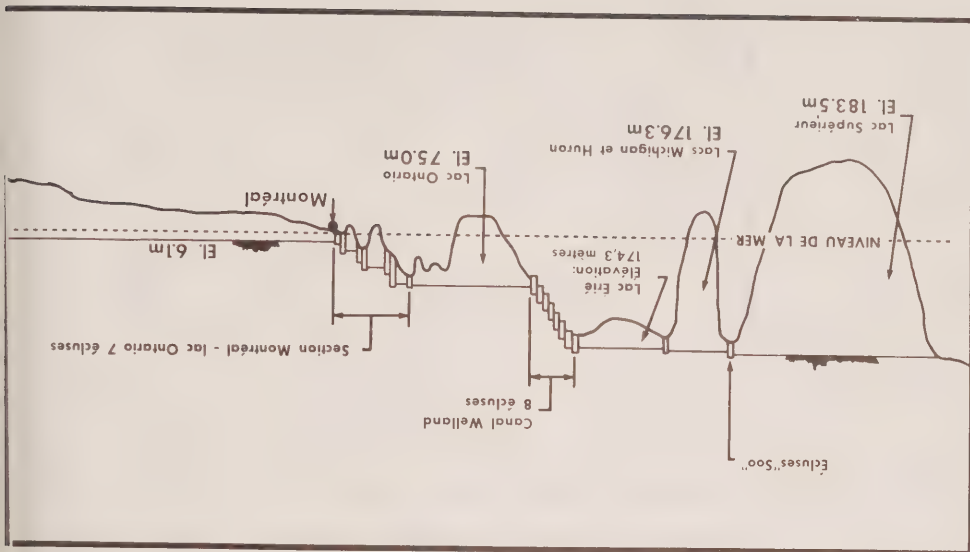 Écluses "Soo"
Canal Welland
8 écluses
Section Montréal - lac Ontario 7 écluses
Lac Érié
Élévation:
174,3 mètres
El. 6.1m
NIVEAU DE LA MER
Montréal
Lac Ontario
El. 75.0m
Lacs Michigan et Huron
El. 176.3m
Lac Supérieur
El. 183.5m